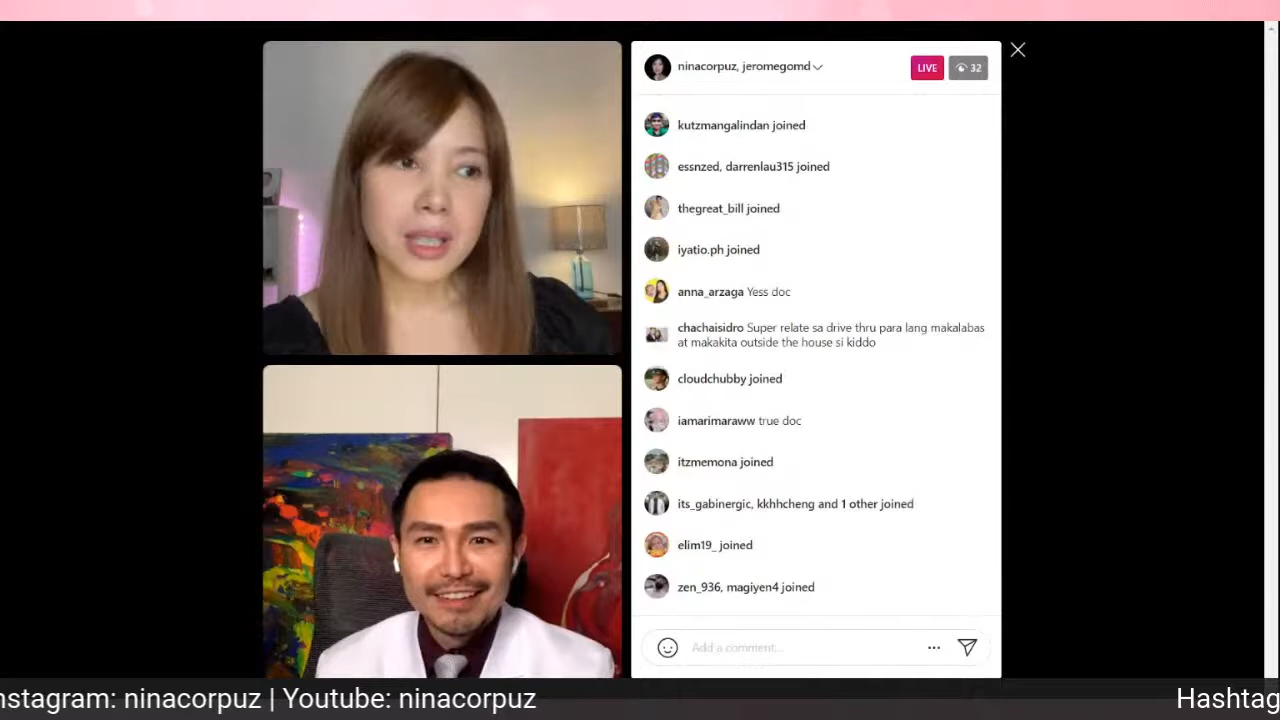 ninacorpuz, jeromegomd
LIVE
32
kutzmangalindan joined
essnzed, darrenlau315 joined
thegreat_bill joined
iyatio.ph joined
anna_arzaga Yess doc
chachaisidro Super relate sa drive thru para lang makalabas
at makakita outside the house si kiddo
cloudchubby joined
iamarimaraww true doc
itzmemona joined
its_gabinergic, kkhhcheng and 1 other joined
elim19_ joined
zen_936, magiyen4 joined
Add a comment...
nstagram: ninacorpuz | Youtube: ninacorpuz
Hashtag